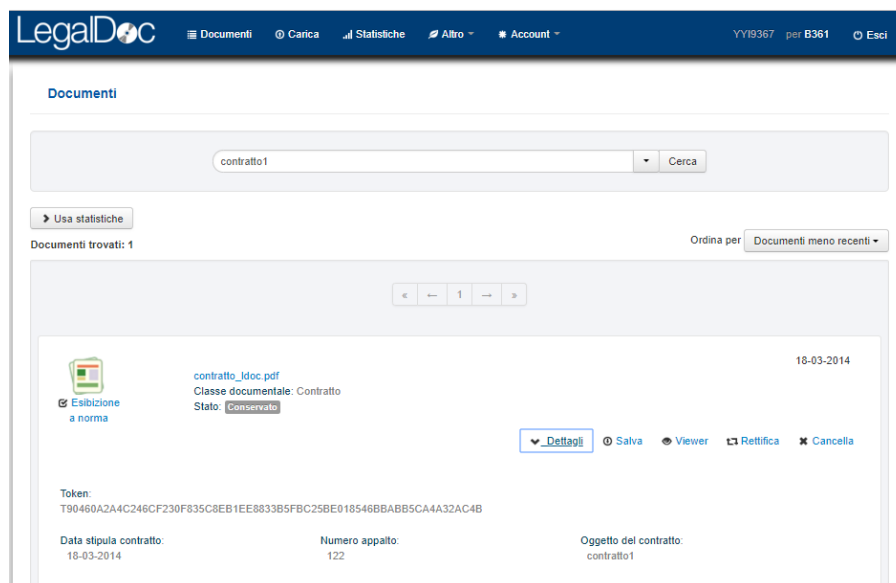 LegalDoc Documenti Carica Statistiche Altro Account YYI9367 per B361 Esci
Documenti
contratto1 Cerca
Usa statistiche
Documenti trovati: 1
Ordina per Documenti meno recenti
« ← 1 → »
18-03-2014
contratto_ldoc.pdf
Classe documentale: Contratto
Stato: Conservato
Esibizione
a norma
Dettagli Salva Viewer Rettifica Cancella
Token:
T90460A2A4C246CF230F835C8EB1EE8833B5FBC25BE018546BBABB5CA4A32AC4B
Data stipula contratto: Numero appalto: Oggetto del contratto:
18-03-2014 122 contratto1